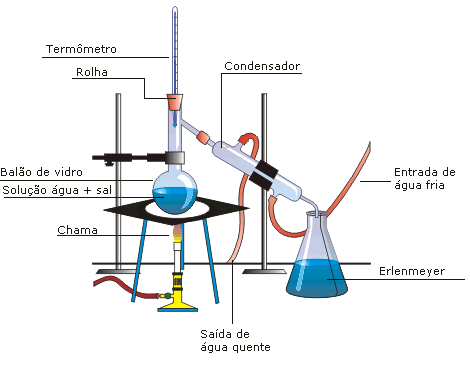 Termômetro
Rolha
Condensador
Balão de vidro
Solução água + sal
Entrada de
água fria
Chama
Erlenmeyer
Saída de
água quente